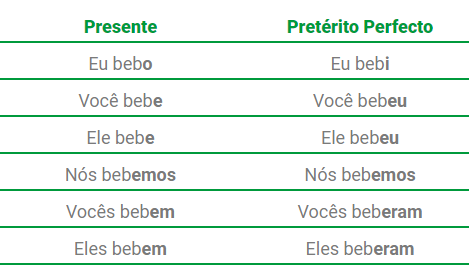 Presente Pretérito Perfecto
Eu bebo Eu bebi
Você bebe Você bebeu
Ele bebe Ele bebeu
Nós bebemos Nós bebemos
Vocês bebem Vocês beberam
Eles bebem Eles beberam